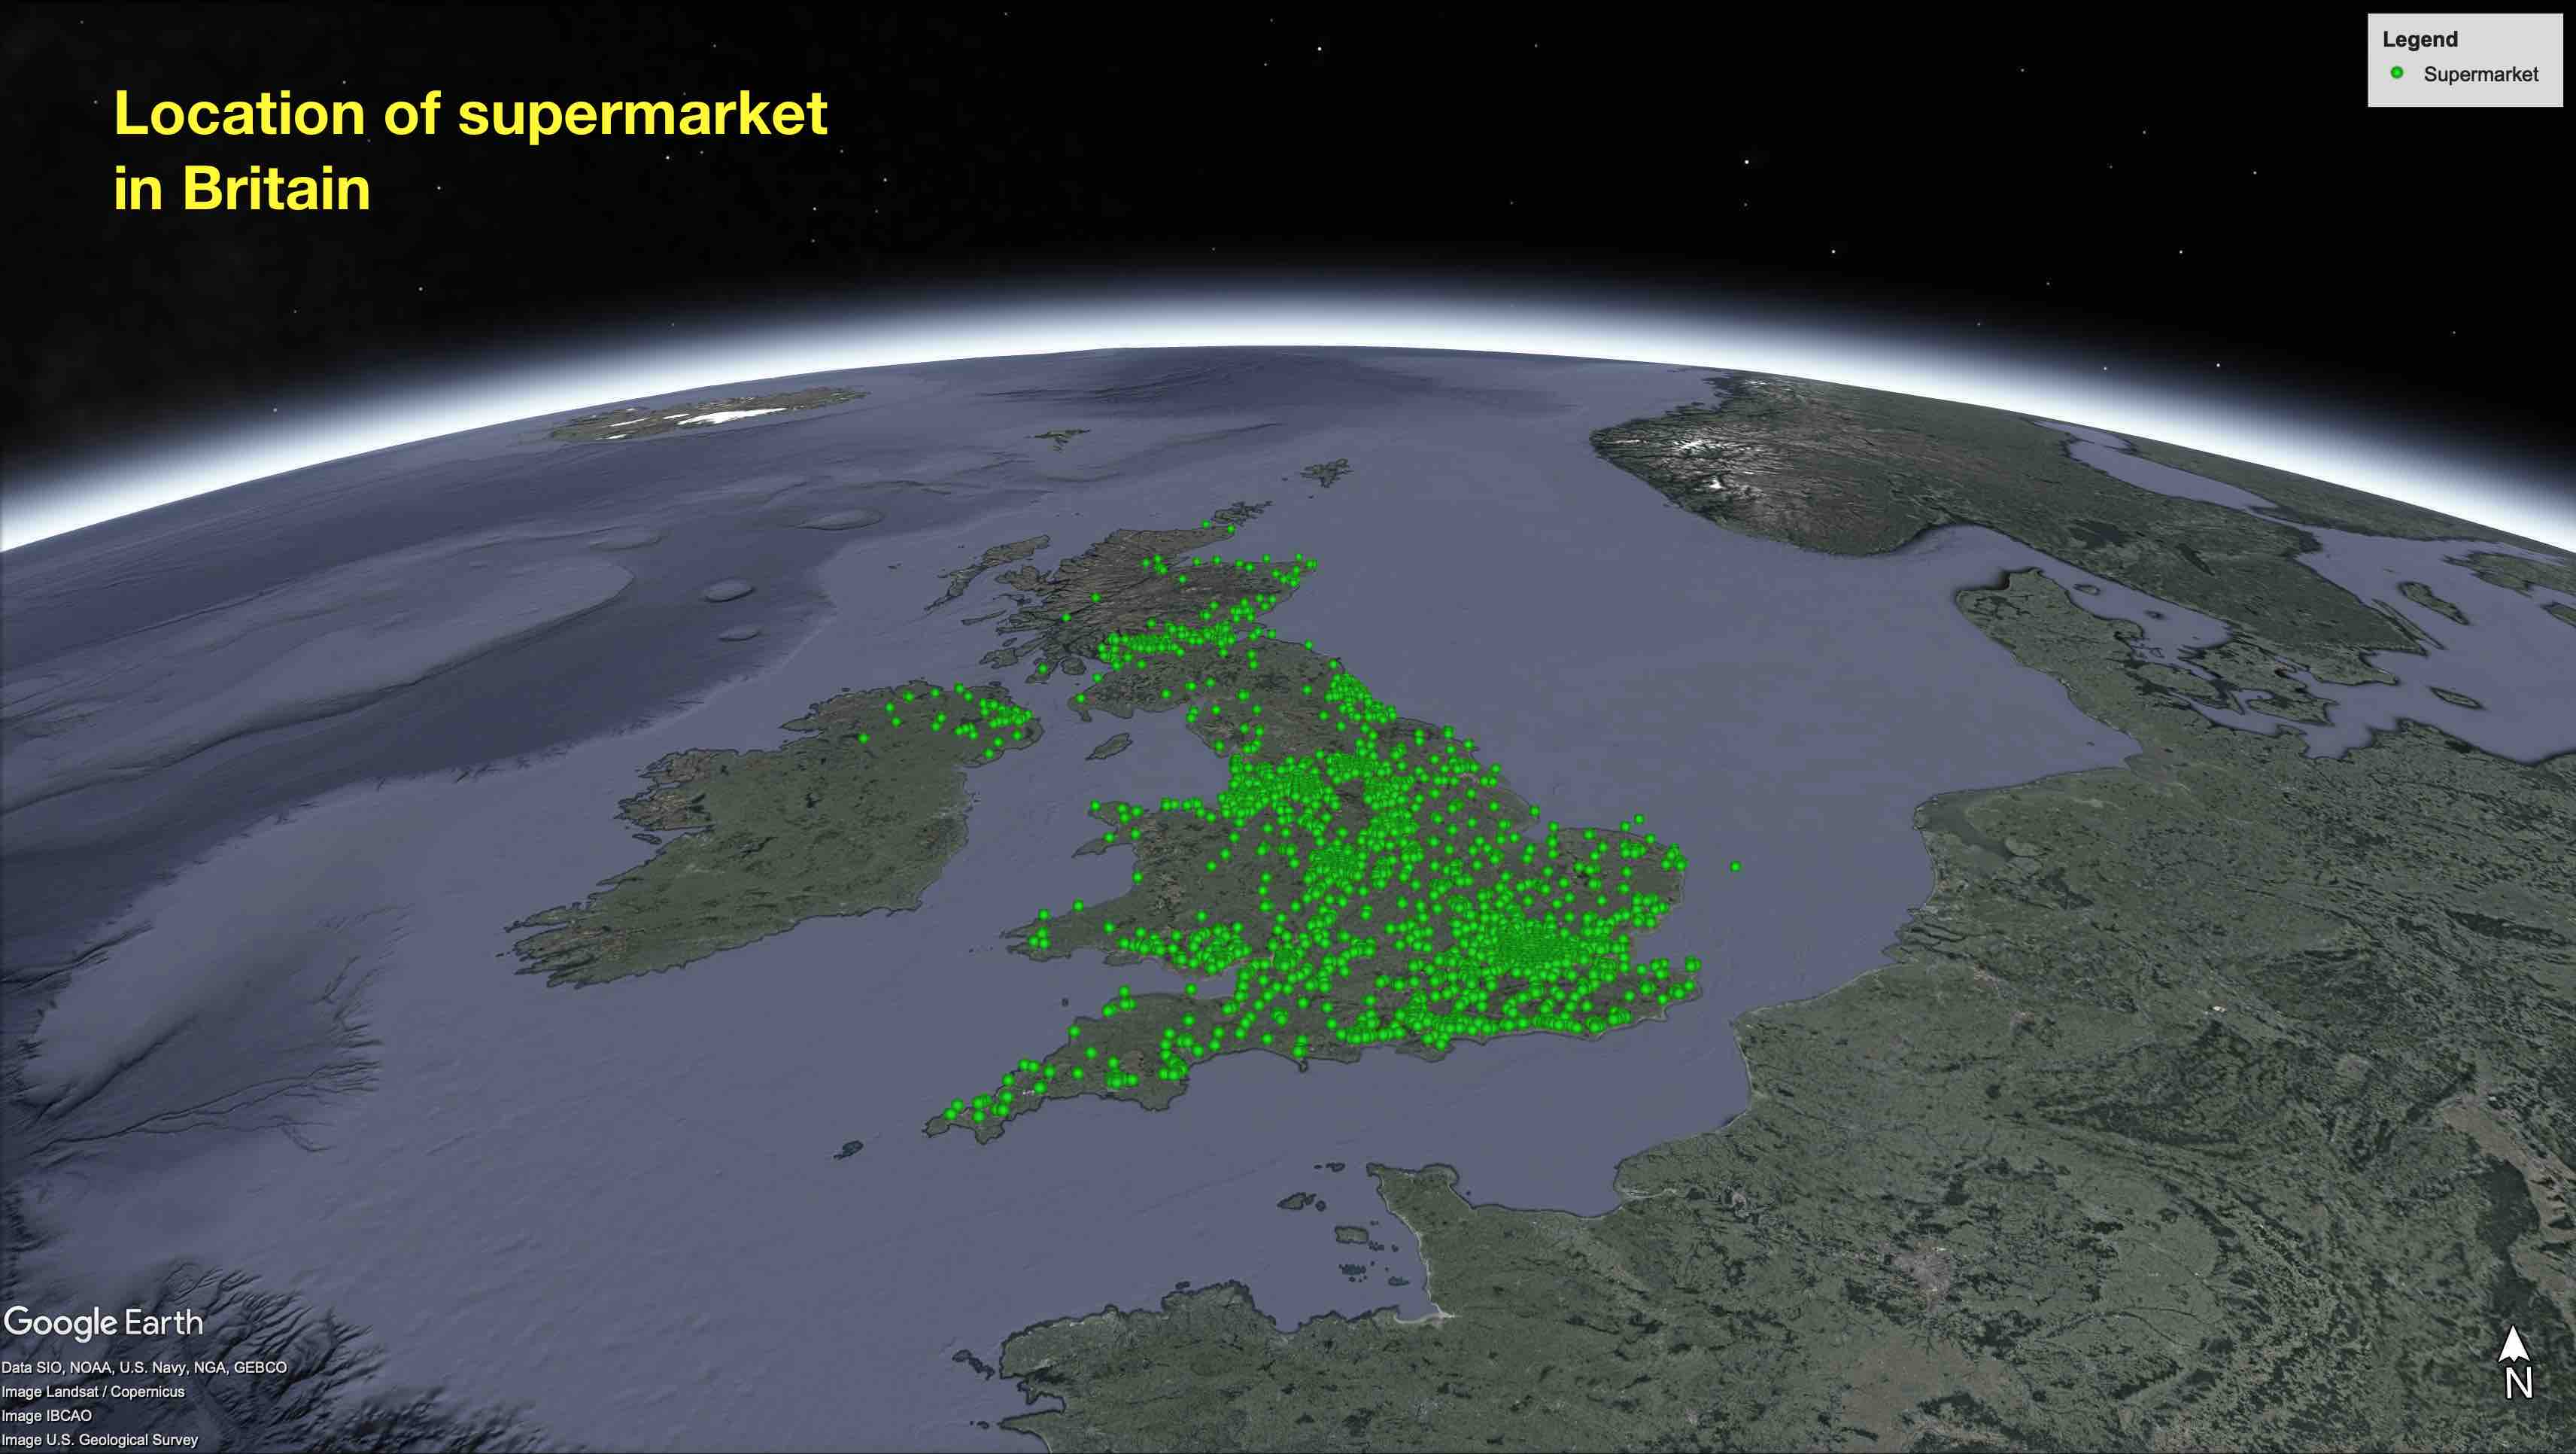 Location of supermarket
in Britain
Legend
Supermarket
Google Earth
Data SIO, NOAA, U.S. Navy, NGA, GEBCO
Image Landsat / Copernicus
Image IBCAO
Image U.S. Geological Survey
N